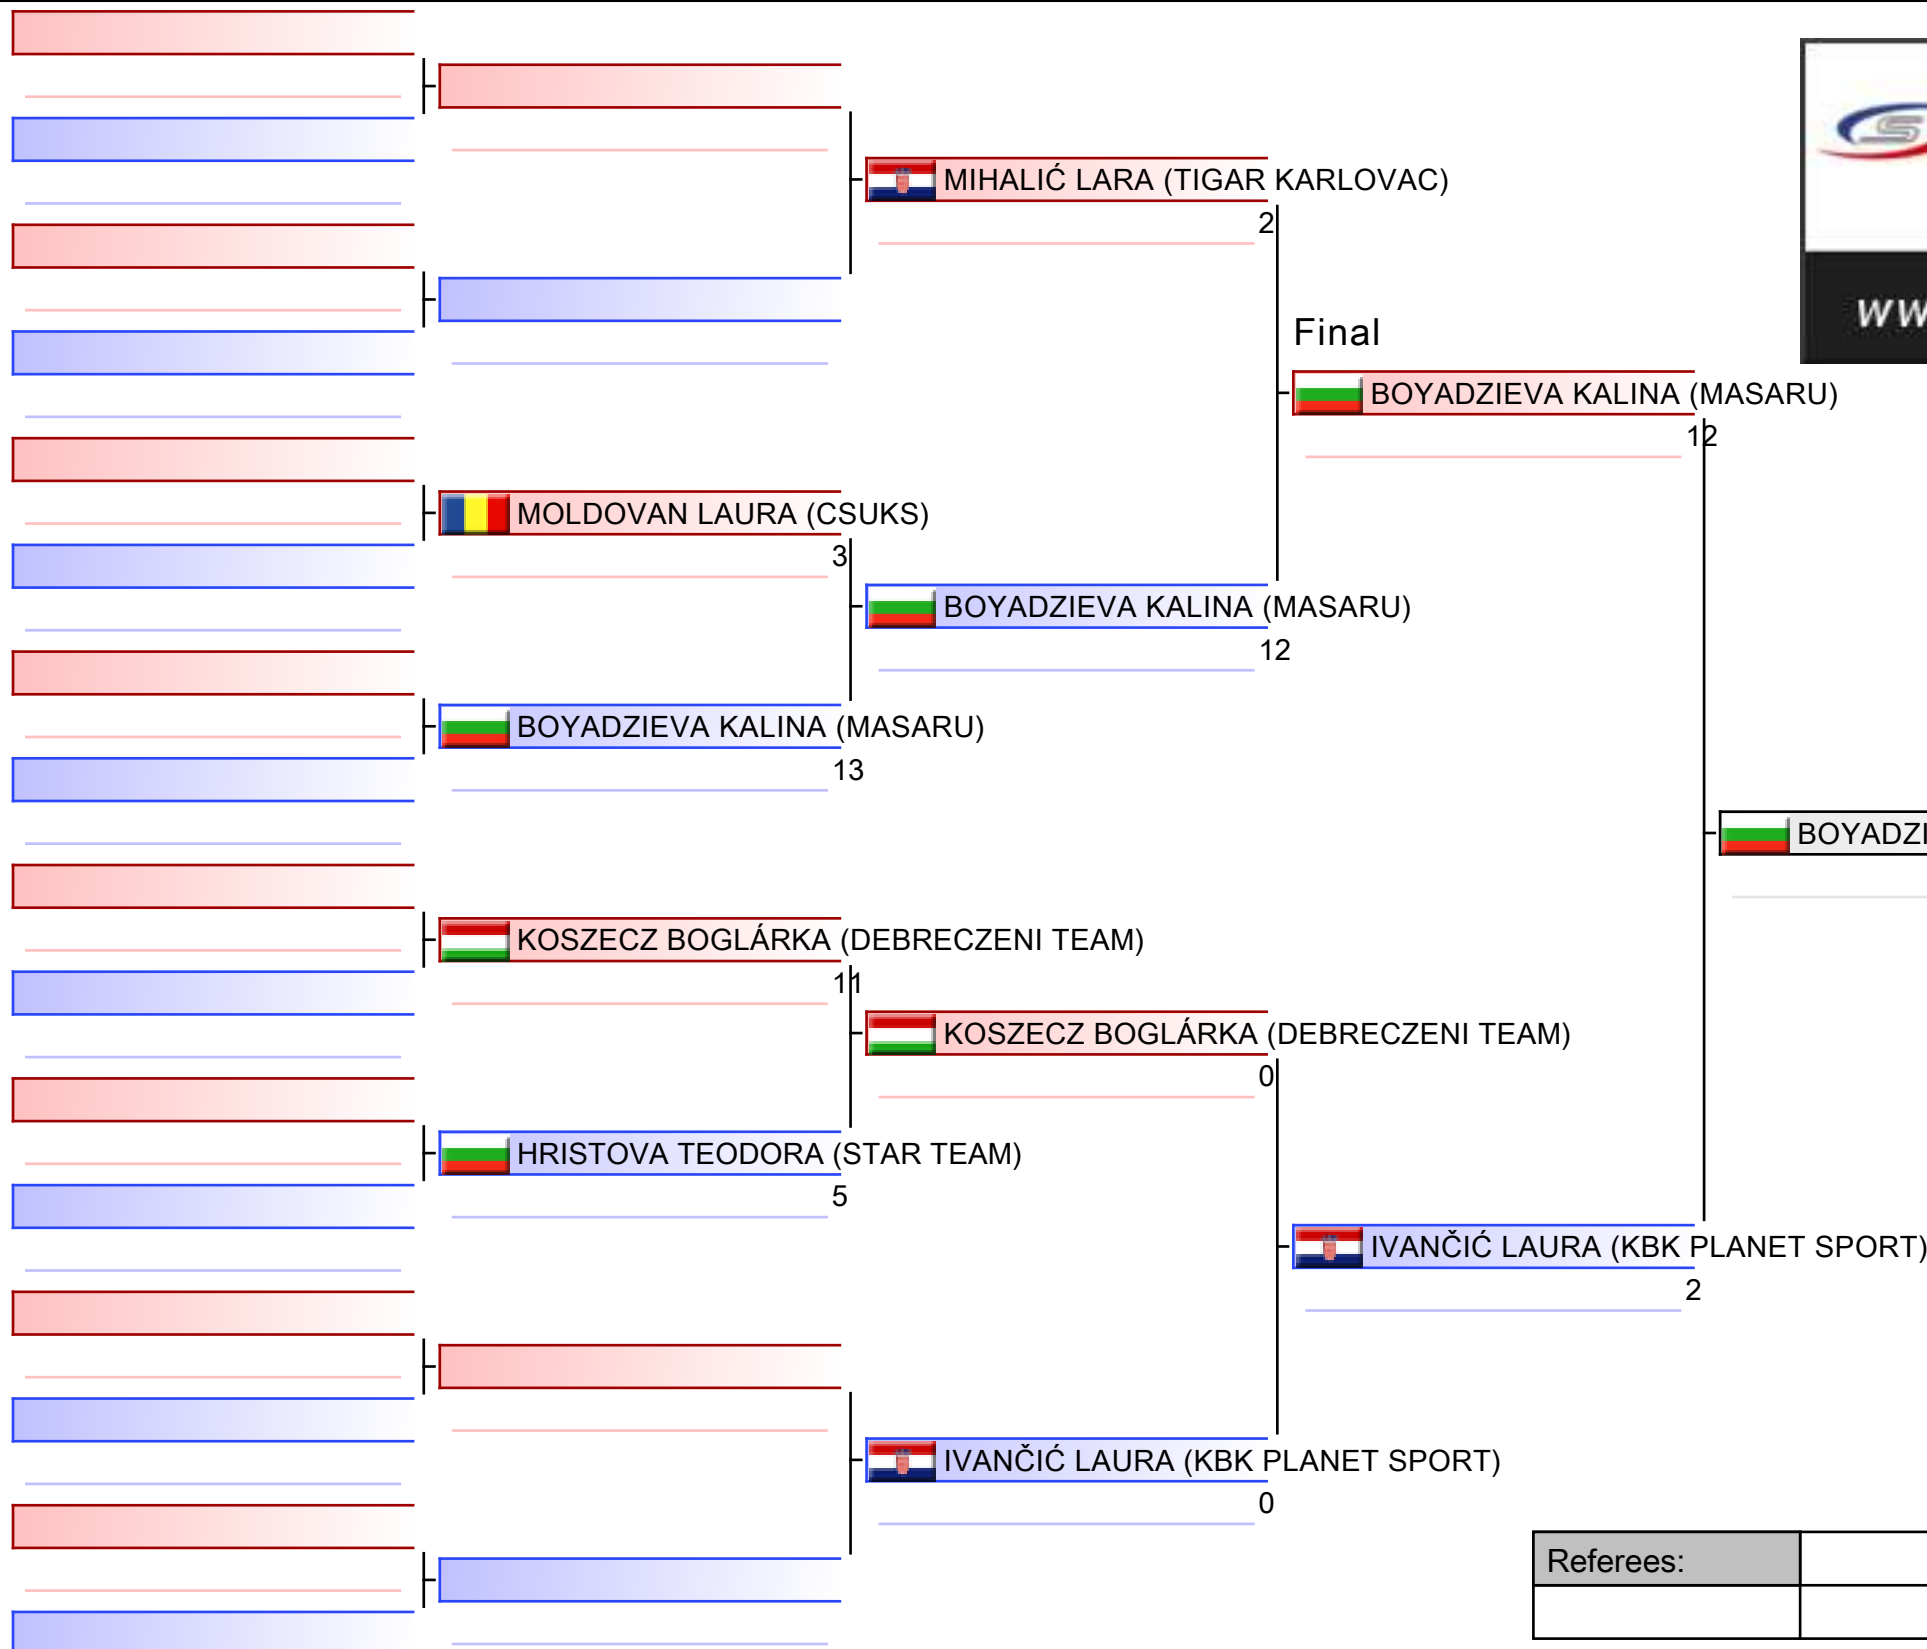 MIHALIĆ LARA (TIGAR KARLOVAC)
2
Final
BOYADZIEVA KALINA (MASARU)
12
MOLDOVAN LAURA (CSUKS)
3
BOYADZIEVA KALINA (MASARU)
12
BOYADZIEVA KALINA (MASARU)
13
BOYADZI
KOSZECZ BOGLÁRKA (DEBRECZENI TEAM)
11
KOSZECZ BOGLÁRKA (DEBRECZENI TEAM)
0
HRISTOVA TEODORA (STAR TEAM)
5
IVANČIĆ LAURA (KBK PLANET SPORT)
2
IVANČIĆ LAURA (KBK PLANET SPORT)
0
Referees: